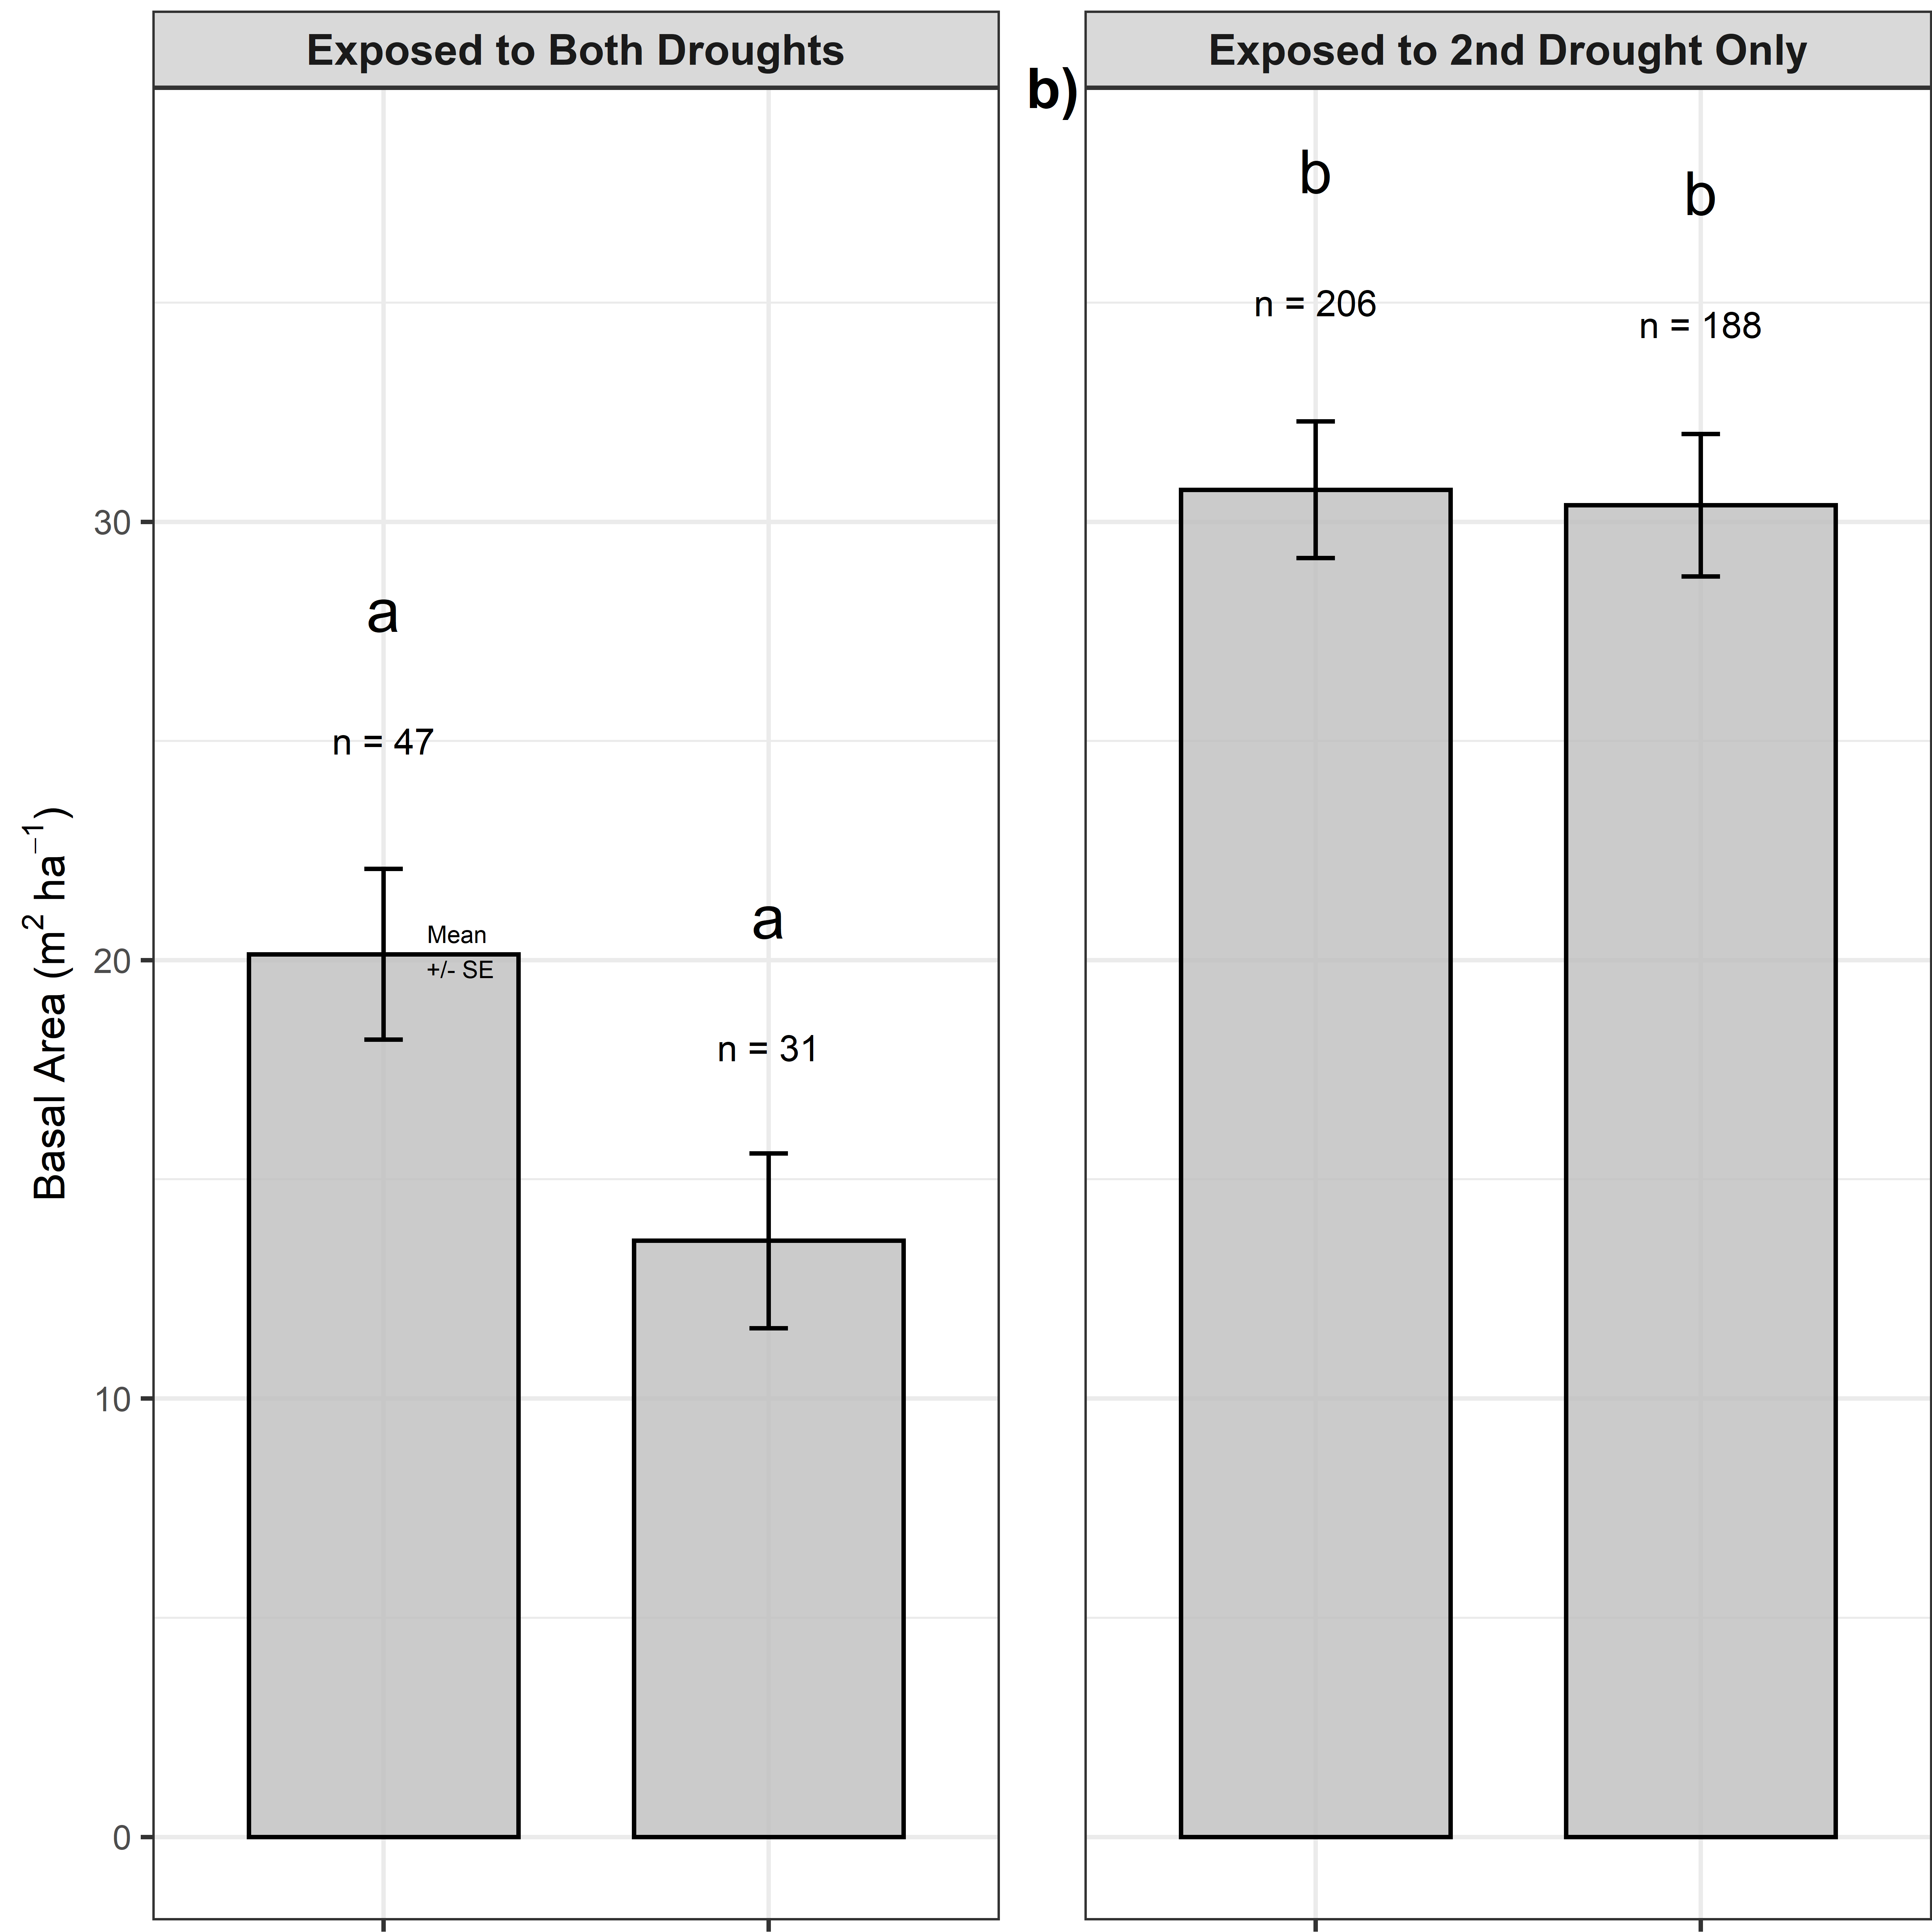 Exposed to Both Droughts
Exposed to 2nd Drought Only
b)
b
b
n = 206
n = 188
30
a
n = 47
Mean
+/- SE
20
a
n = 31
10
0
Basal Area (m² ha⁻¹)